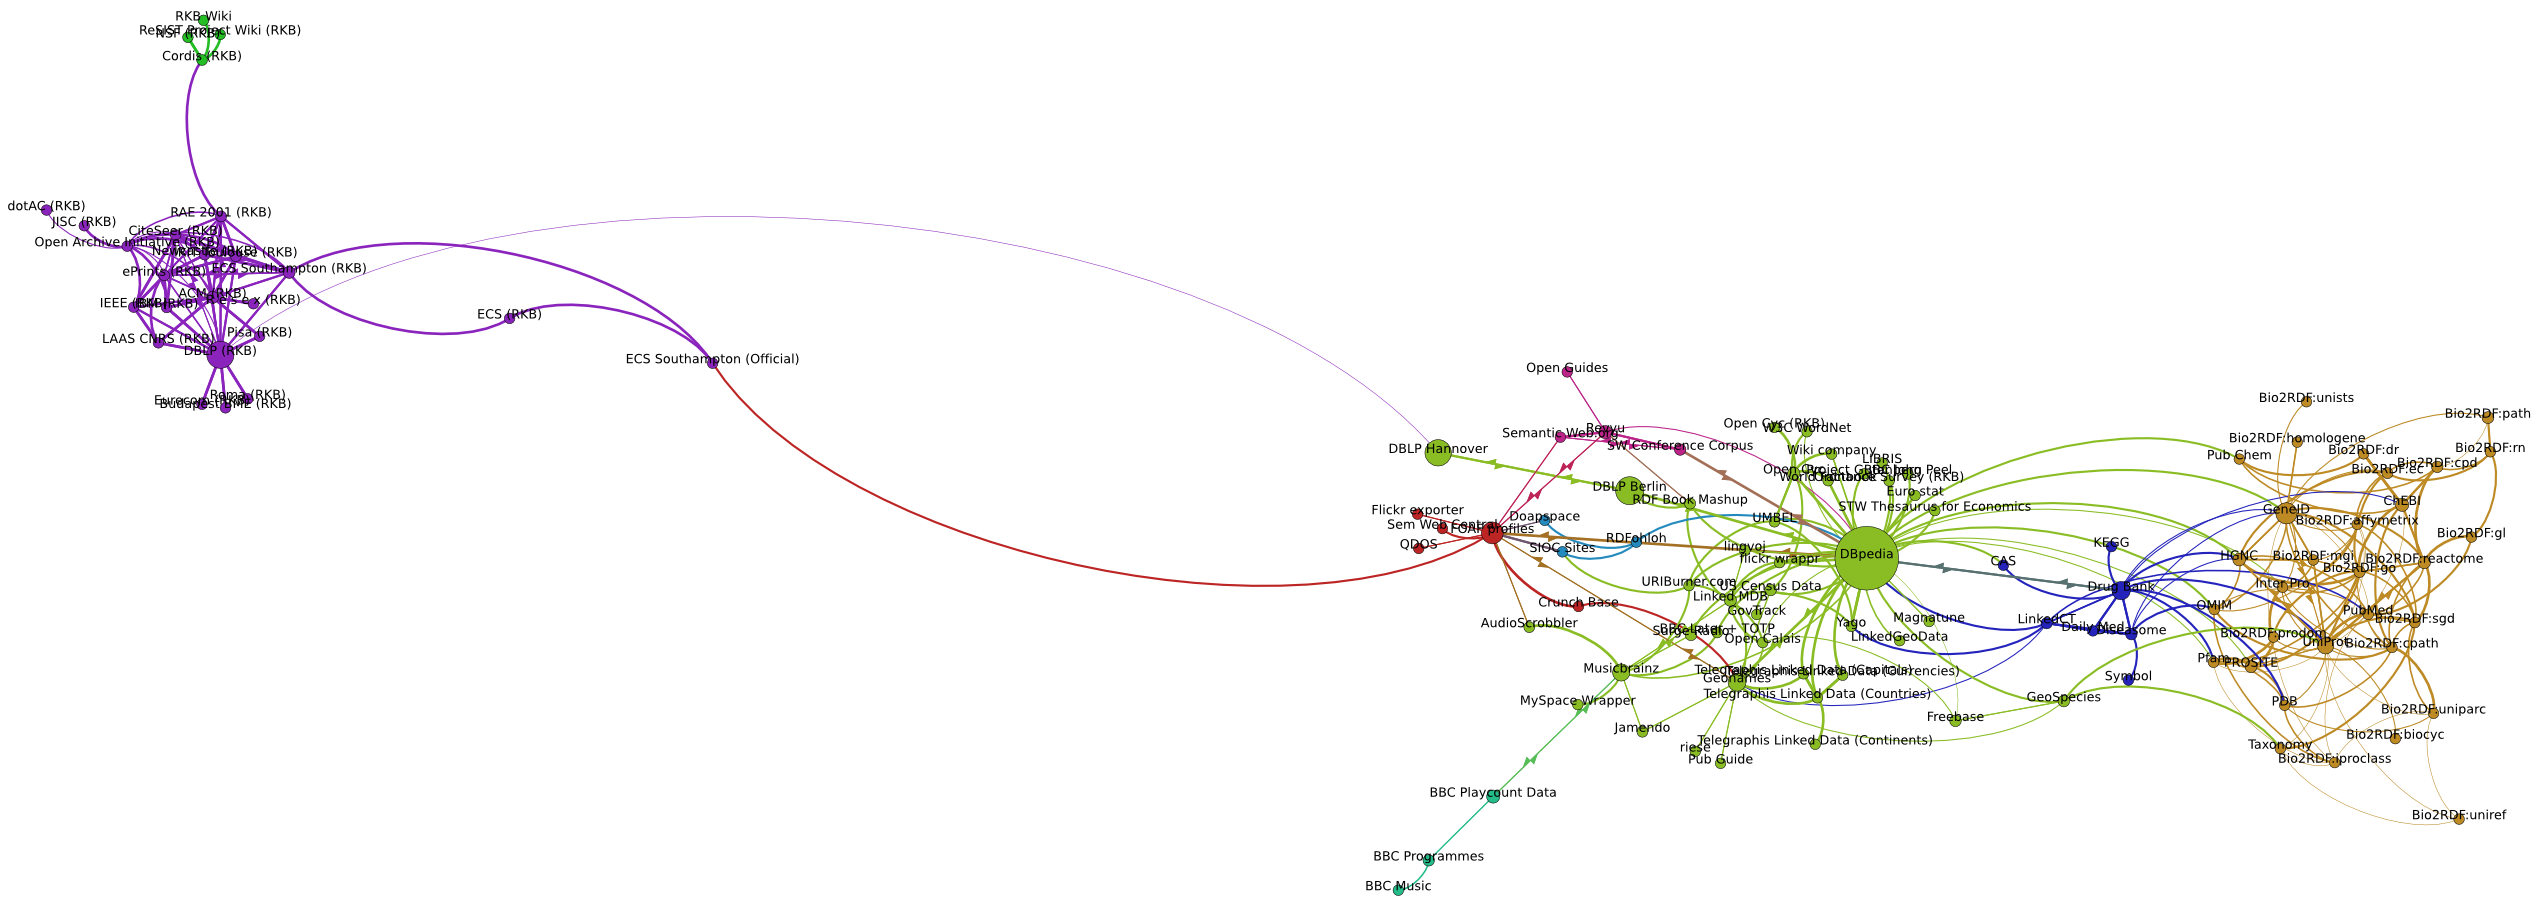 RKB Wiki
ReSIST Project Wiki (RKB)
NSF (RKB)
Cordis (RKB)
dotAC (RKB)
JISC (RKB)
RAE 2001 (RKB)
CiteSeer (RKB)
Open Archive Initiative (RKB)
Newcastle (RKB)
ePrints (RKB)
ECS Southampton (RKB)
ACM (RKB)
IEEE (RKB)
IBM (RKB)
LAAS CNRS (RKB)
Pisa (RKB)
DBLP (RKB)
Roma (RKB)
Eurecom (RKB)
Budapest BME (RKB)
ECS (RKB)
ECS Southampton (Official)
Open Guides
Revyu
Semantic Web.org
SW Conference Corpus
DBLP Hannover
DBLP Berlin
RDF Book Mashup
Flickr exporter
Sem Web Central
FOAF profiles
QDOS
Doapspace
SIOC Sites
RDFohloh
Open Cyc (RKB)
W3C WordNet
Wiki company
LIBRIS
Project Gutenberg
BBC John Peel
World Factbook
Ontology Survey (RKB)
Euro stat
STW Thesaurus for Economics
UMBEL
lingvoj
flickr wrappr
DBpedia
URIBurner.com
US Census Data
Linked MDB
GovTrack
Crunch Base
AudioScrobbler
BBC Later + TOTP
Surge Radio
Open Calais
Yago
Magnatune
LinkedGeoData
Musicbrainz
Geonames
Telegraphis Linked Data (Capitals)
Telegraphis Linked Data (Currencies)
Telegraphis Linked Data (Countries)
Telegraphis Linked Data (Continents)
MySpace Wrapper
Jamendo
riese
Pub Guide
Freebase
GeoSpecies
BBC Playcount Data
BBC Programmes
BBC Music
KEGG
CAS
Drug Bank
LinkedCT
Daily Med
Diseasome
Symbol
Bio2RDF:unists
Bio2RDF:path
Bio2RDF:homologene
Pub Chem
Bio2RDF:dr
Bio2RDF:rn
Bio2RDF:ec
Bio2RDF:cpd
ChEBI
GeneID
Bio2RDF:affymetrix
Bio2RDF:gl
HGNC
Bio2RDF:mgi
Bio2RDF:reactome
Bio2RDF:go
Inter Pro
OMIM
PubMed
Bio2RDF:sgd
Bio2RDF:prodom
UniProt
Bio2RDF:cpath
Pfam
PROSITE
PDB
Bio2RDF:uniparc
Bio2RDF:biocyc
Taxonomy
Bio2RDF:iproclass
Bio2RDF:uniref